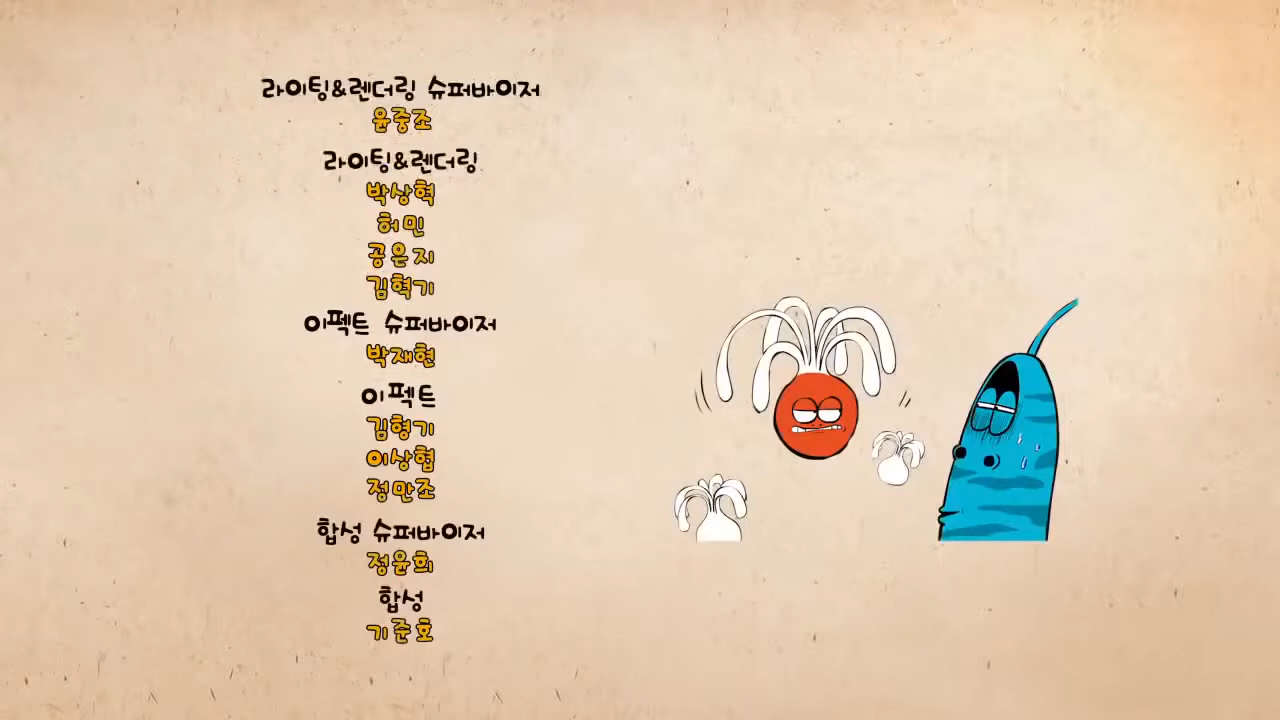 라이팅&렌더링 슈퍼바이저
윤중조
라이팅&렌더링
박상혁
허민
공은지
김혁기
이펙트 슈퍼바이저
박재현
이펙트
김형기
이상협
정만조
합성 슈퍼바이저
정윤희
합성
기준호